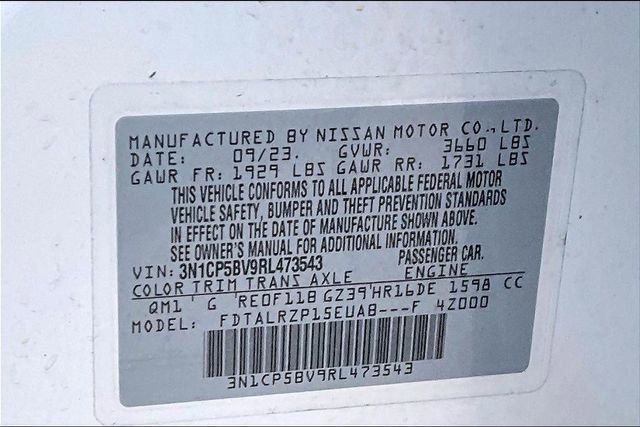 MANUFACTURED BY NISSAN MOTOR CO., LTD.
DATE: 09/23. GVWR: 3660 LBS
GAWR FR: 1929 LBS GAWR RR: 1731 LBS
THIS VEHICLE CONFORMS TO ALL APPLICABLE FEDERAL MOTOR
VEHICLE SAFETY, BUMPER AND THEFT PREVENTION STANDARDS
IN EFFECT ON THE DATE OF MANUFACTURE SHOWN ABOVE.
SEE OWNER'S MANUAL FOR ADDITIONAL INFORMATION.
VIN: 3N1CP5BV9RL473543 PASSENGER CAR.
COLOR TRIM TRANS AXLE ENGINE
QM1 G RE0F11B GZ39 HR16DE 1598 CC
MODEL: FDTALRZP15EUA8---F 42000
3N1CP5BV9RL473543